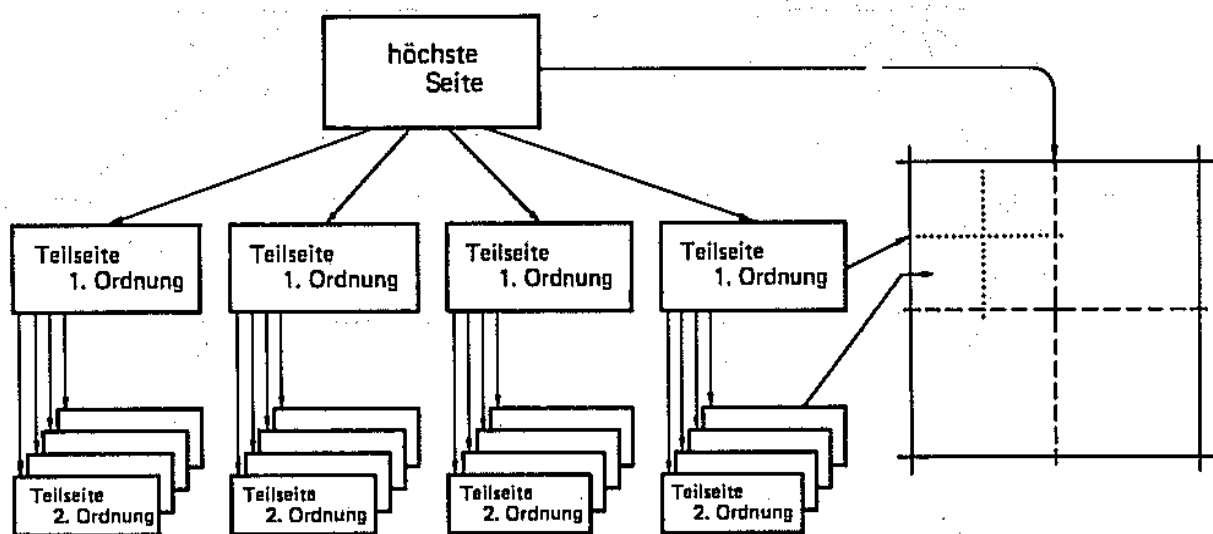 höchste
Seite
Teilseite
1. Ordnung
Teilseite
1. Ordnung
Teilseite
1. Ordnung
Teilseite
1. Ordnung
Teilseite
2. Ordnung
Teilseite
2. Ordnung
Teilseite
2. Ordnung
Teilseite
2. Ordnung